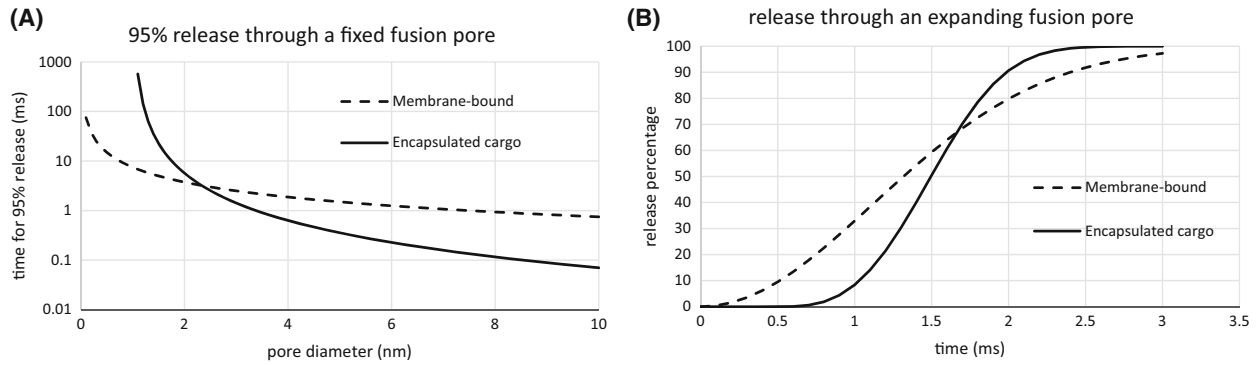 (A)
95% release through a fixed fusion pore
time for 95% release (ms)
1000
100
10
1
0.1
0.01
0 2 4 6 8 10
pore diameter (nm)
Membrane-bound
Encapsulated cargo
(B)
release through an expanding fusion pore
release percentage
100
90
80
70
60
50
40
30
20
10
0
0 0.5 1 1.5 2 2.5 3 3.5
time (ms)
Membrane-bound
Encapsulated cargo